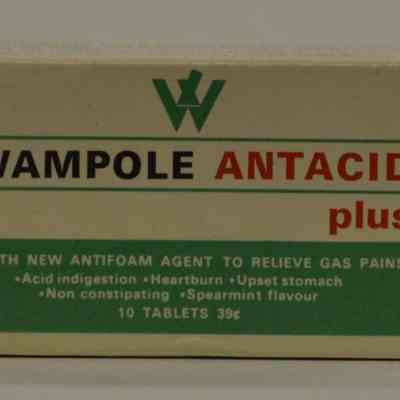 W
WAMPOLE ANTACID
plus
TH NEW ANTIFOAM AGENT TO RELIEVE GAS PAINS
•Acid indigestion •Heartburn •Upset stomach
•Non constipating •Spearmint flavour
10 TABLETS 39¢